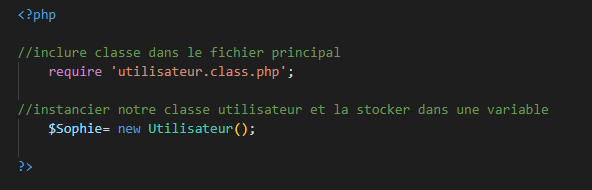 <?php
//inclure classe dans le fichier principal
require 'utilisateur.class.php';
//instancier notre classe utilisateur et la stocker dans une variable
$Sophie= new Utilisateur();
?>